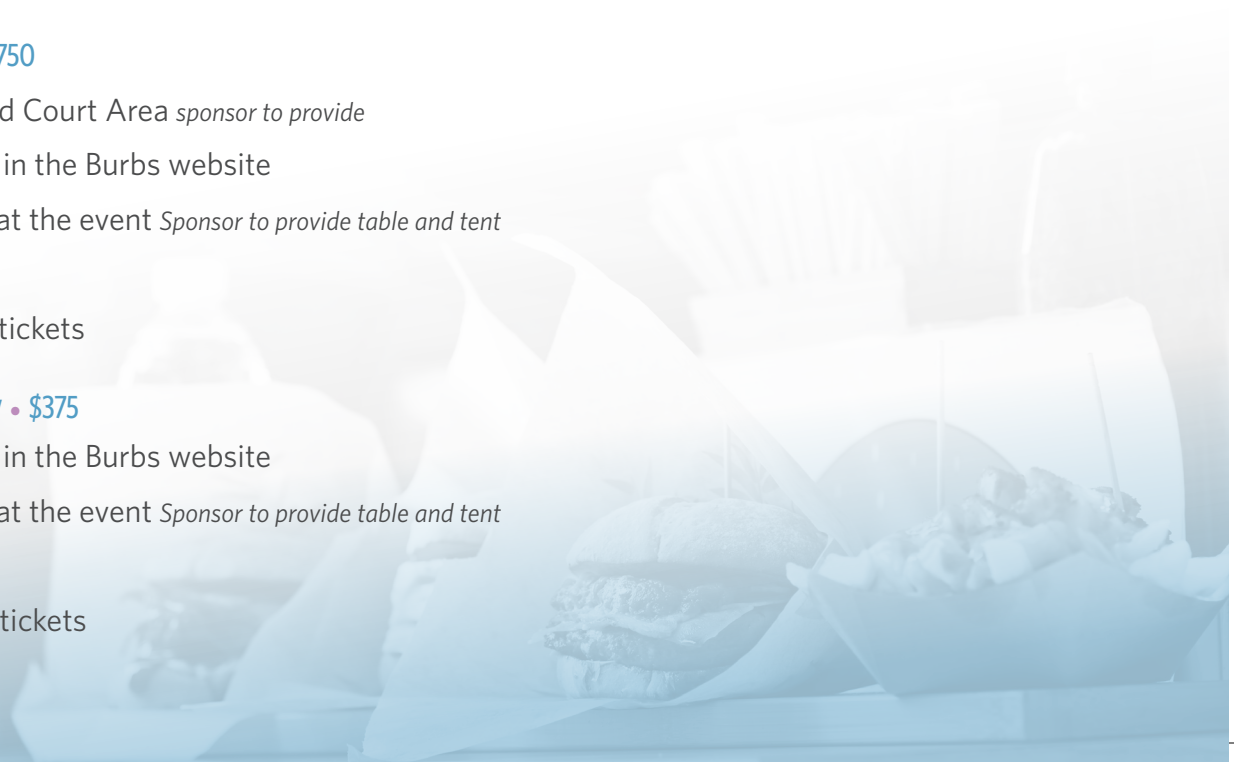 750
d Court Area sponsor to provide
in the Burbs website
at the event Sponsor to provide table and tent
tickets
• $375
in the Burbs website
at the event Sponsor to provide table and tent
tickets